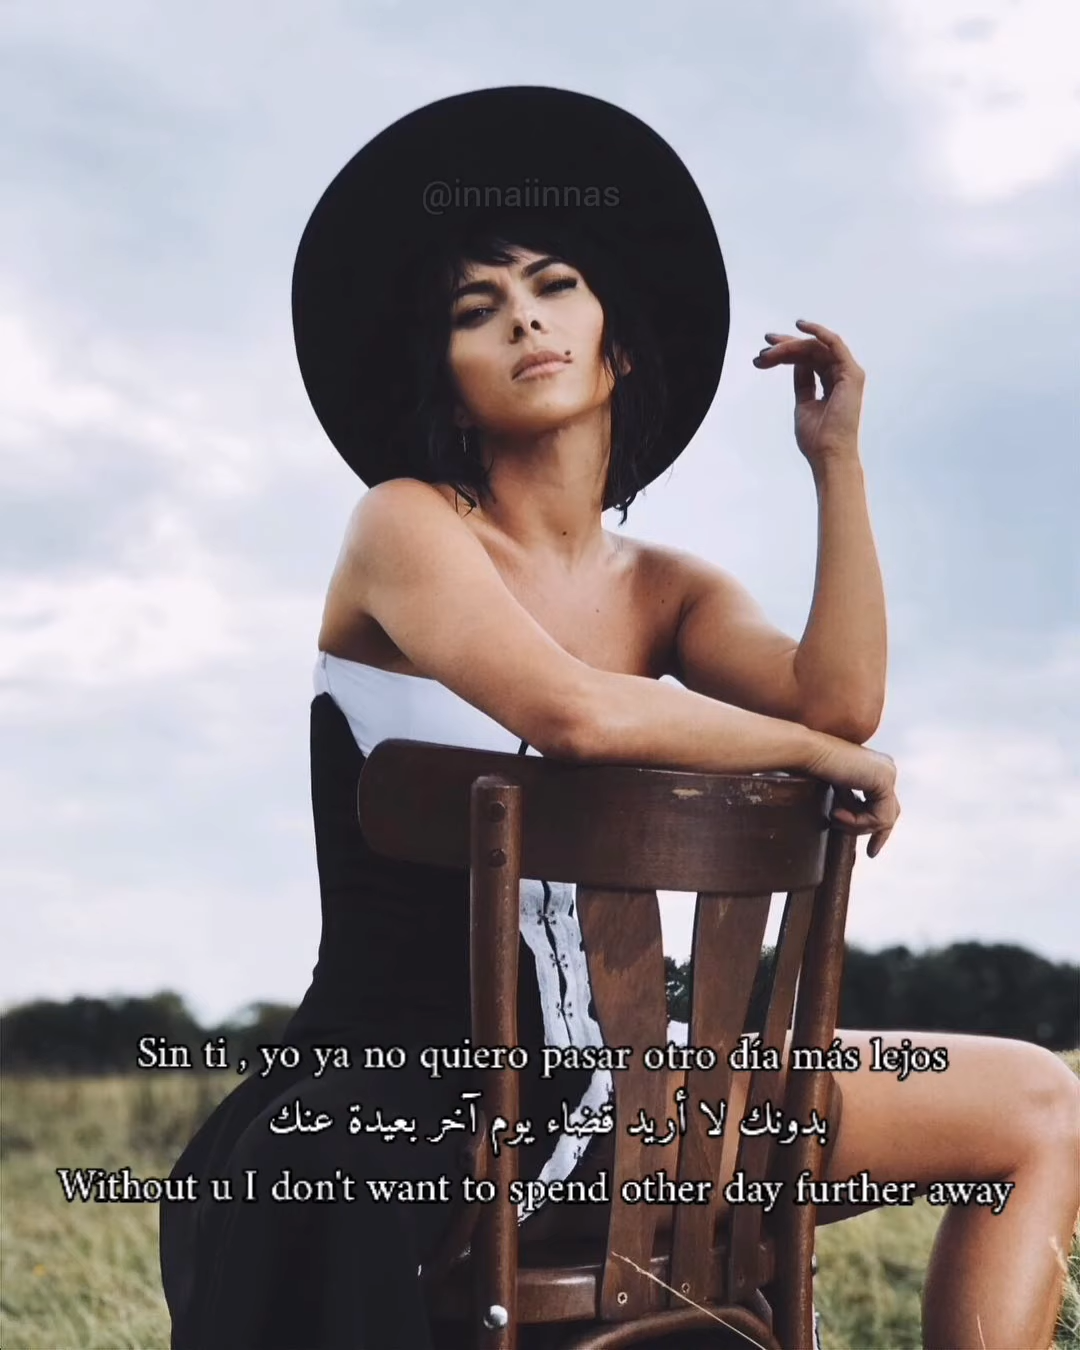 @innaiinnas
Sin ti , yo ya no quiero pasar otro día más lejos
بدونك لا أريد قضاء يوم آخر بعيدة عنك
Without u I don't want to spend other day further away